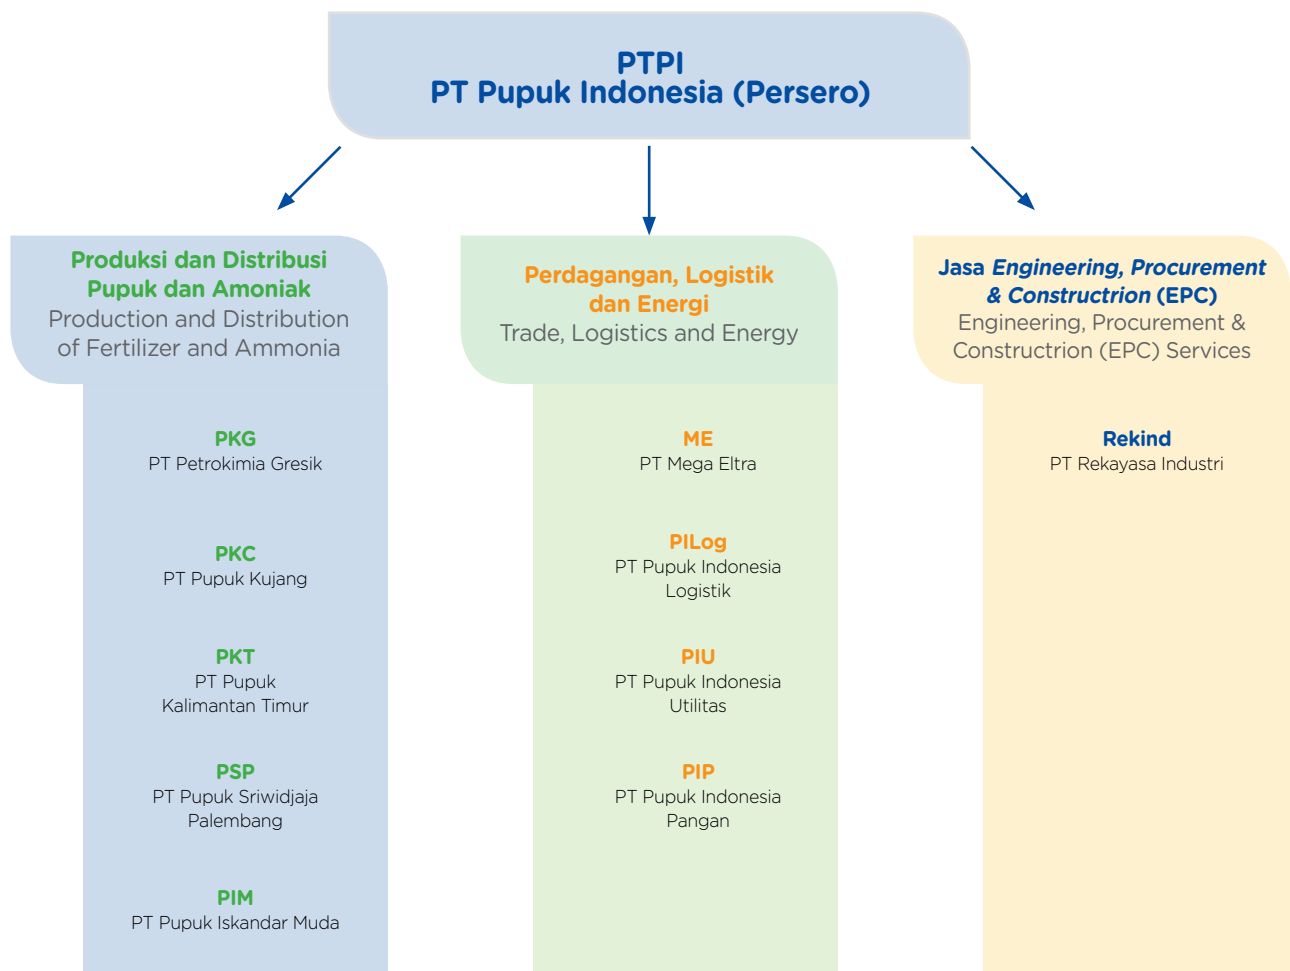 PTPI
PT Pupuk Indonesia (Persero)
Produksi dan Distribusi
Pupuk dan Amoniak
Production and Distribution
of Fertilizer and Ammonia
PKG
PT Petrokimia Gresik
PKC
PT Pupuk Kujang
PKT
PT Pupuk
Kalimantan Timur
PSP
PT Pupuk Sriwidjaja
Palembang
PIM
PT Pupuk Iskandar Muda
Perdagangan, Logistik
dan Energi
Trade, Logistics and Energy
ME
PT Mega Eltra
PILog
PT Pupuk Indonesia
Logistik
PIU
PT Pupuk Indonesia
Utilitas
PIP
PT Pupuk Indonesia
Pangan
Jasa Engineering, Procurement
& Constructrion (EPC)
Engineering, Procurement &
Constructrion (EPC) Services
Rekind
PT Rekayasa Industri